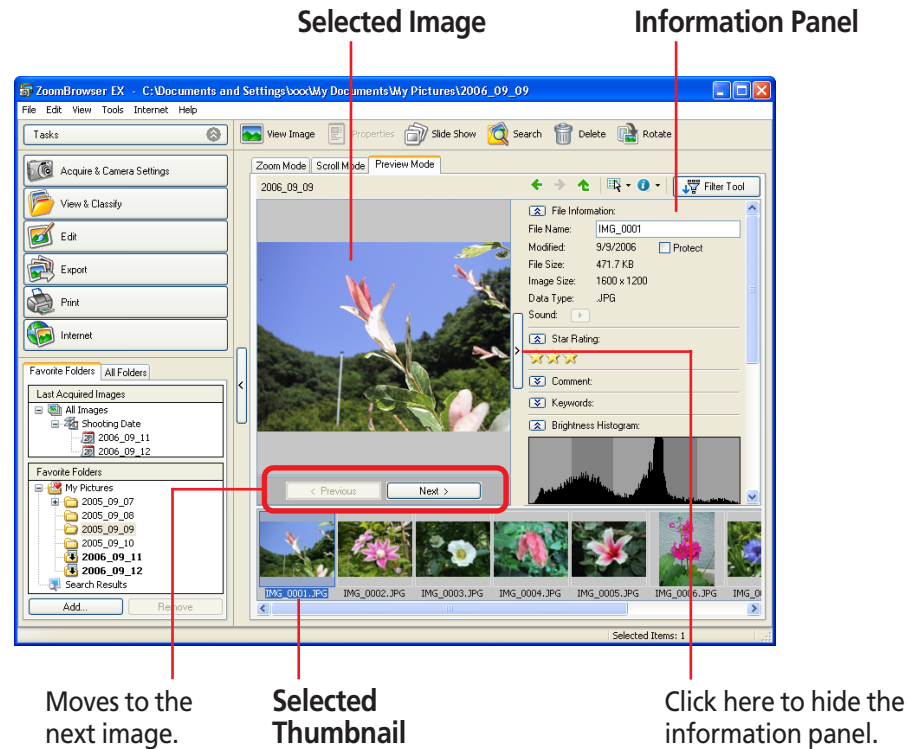 Selected Image
Information Panel
ZoomBrowser EX - C:\Documents and Settings\xxx\My Documents\My Pictures\2006_09_09
File Edit View Tools Internet Help
Tasks
View Image Properties Slide Show Search Delete Rotate
Acquire & Camera Settings
View & Classify
Edit
Export
Print
Internet
Zoom Mode Scroll Mode Preview Mode
2006_09_09
Filter Tool
File Information:
File Name: IMG_0001
Modified: 9/9/2006 Protect
File Size: 471.7 KB
Image Size: 1600 x 1200
Data Type: .JPG
Sound:
Star Rating:
Comment:
Keywords:
Brightness Histogram:
Favorite Folders All Folders
Last Acquired Images
All Images
Shooting Date
2006_09_11
2006_09_12
Favorite Folders
My Pictures
2005_09_07
2005_09_08
2005_09_09
2005_09_10
2006_09_11
2006_09_12
Search Results
Add... Remove
< Previous Next >
IMG_0001.JPG IMG_0002.JPG IMG_0003.JPG IMG_0004.JPG IMG_0005.JPG IMG_0006.JPG IMG_0
Selected Items: 1
Moves to the
next image.
Selected
Thumbnail
Click here to hide the
information panel.